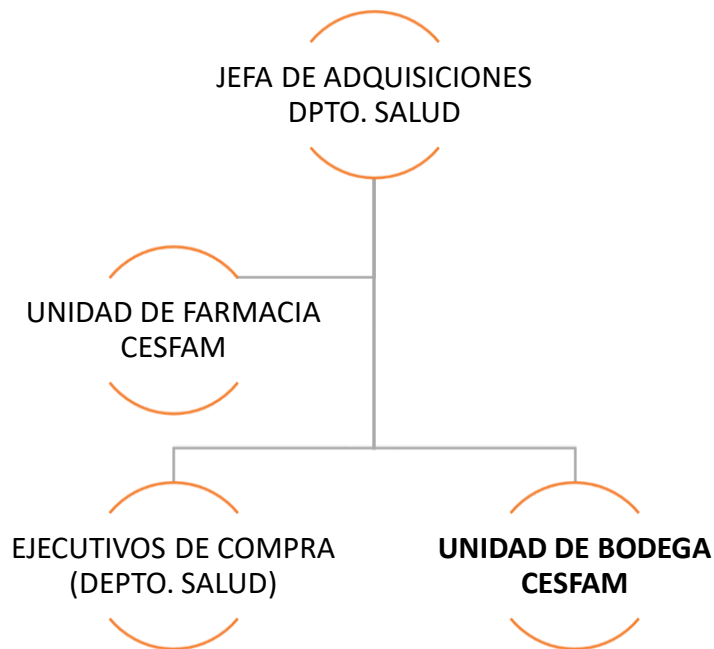 JEFA DE ADQUISICIONES
DPTO. SALUD
UNIDAD DE FARMACIA
CESFAM
EJECUTIVOS DE COMPRA
(DEPTO. SALUD)
UNIDAD DE BODEGA
CESFAM